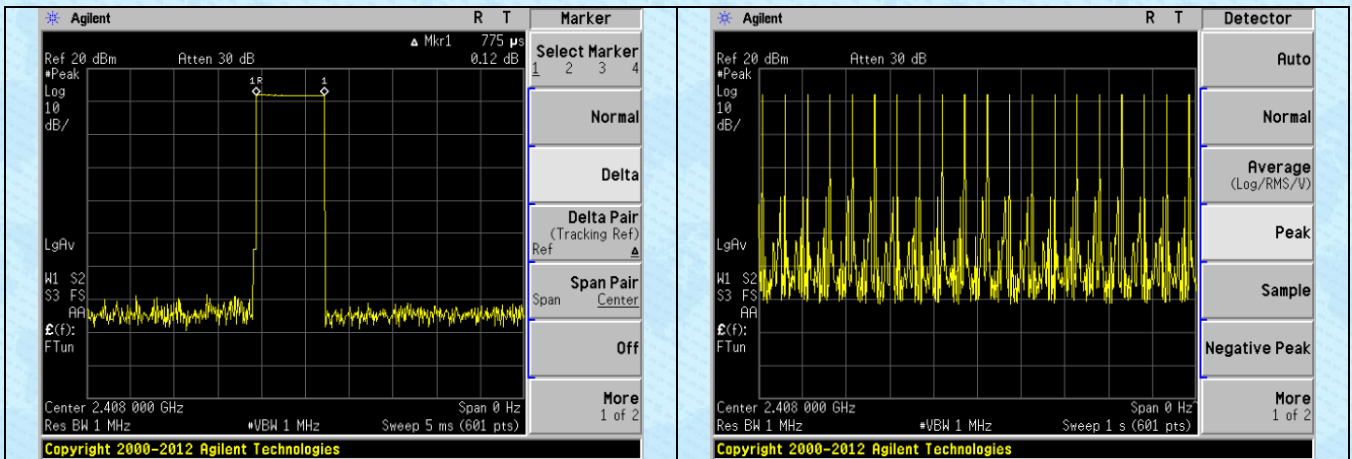 Agilent R T Marker
▵ Mkr1 775 µs
Ref 20 dBm Atten 30 dB 0.12 dB
#Peak
Log
10
dB/
1R 1
LgAv
W1 S2
S3 FS
AA
£(f):
FTun
Center 2.408 000 GHz Span 0 Hz
Res BW 1 MHz #VBW 1 MHz Sweep 5 ms (601 pts)
Copyright 2000-2012 Agilent Technologies
Select Marker
1 2 3 4
Normal
Delta
Delta Pair
(Tracking Ref)
Ref ▵
Span Pair
Span Center
Off
More
1 of 2
Agilent R T Detector
Ref 20 dBm Atten 30 dB
#Peak
Log
10
dB/
LgAv
W1 S2
S3 FS
AA
£(f):
FTun
Center 2.408 000 GHz Span 0 Hz^
Res BW 1 MHz #VBW 1 MHz Sweep 1 s (601 pts)
Copyright 2000-2012 Agilent Technologies
Auto
Normal
Average
(Log/RMS/V)
Peak
Sample
Negative Peak
More
1 of 2